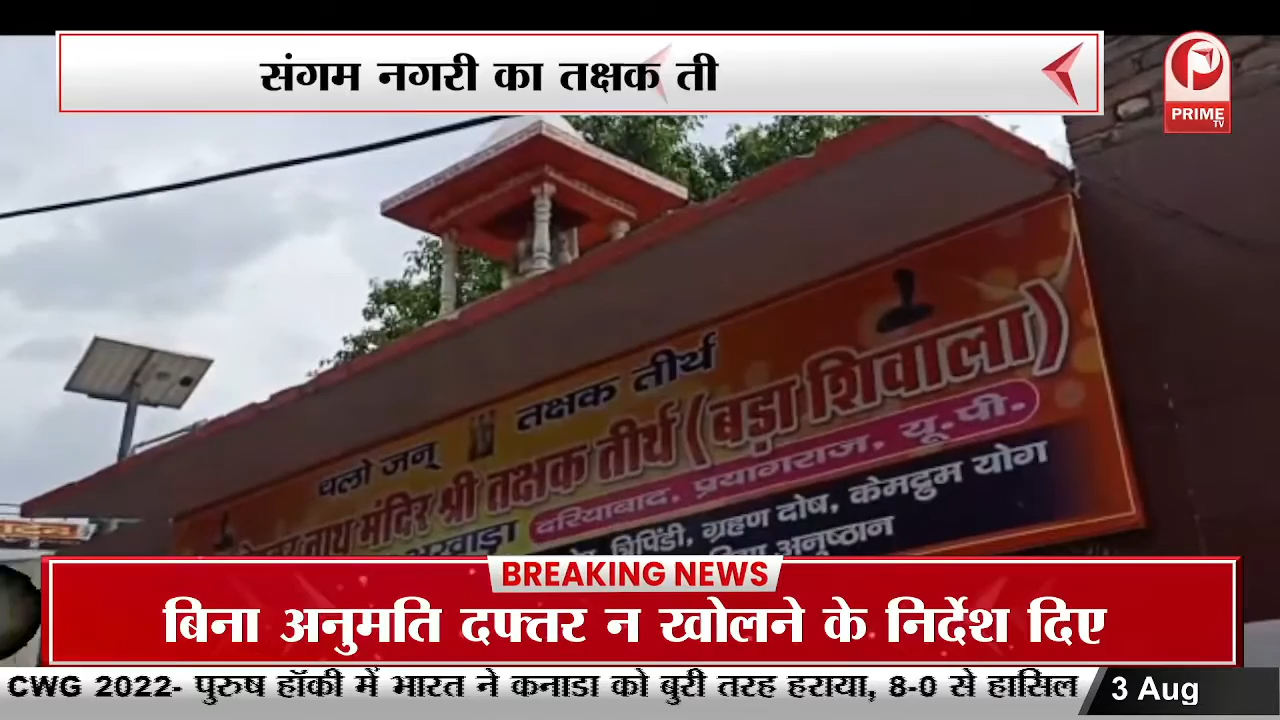 संगम नगरी का तक्षक ती
PRIME
TV
चलो जन् तक्षक तीर्थ
नाथ मंदिर श्री तक्षक तीर्थ (बड़ा शिवाला)
दरियाबाद, प्रयागराज, यू.पी.
त्रिपिंडी, ग्रहण दोष, केमद्रुम योग
अनुष्ठान
BREAKING NEWS
बिना अनुमति दफ्तर न खोलने के निर्देश दिए
CWG 2022- पुरुष हॉकी में भारत ने कनाडा को बुरी तरह हराया, 8-0 से हासिल
3 Aug